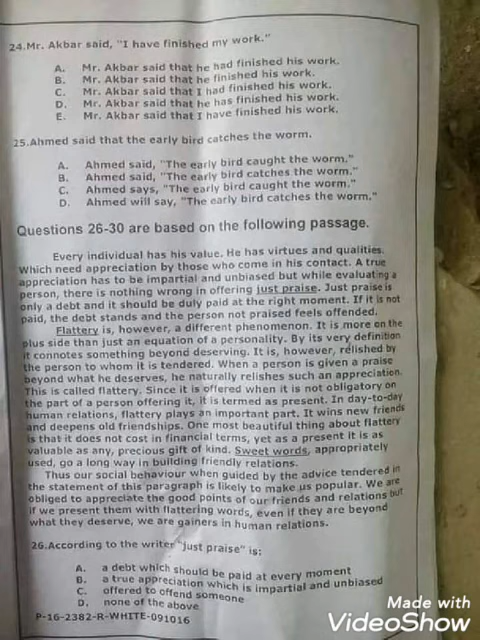 24.Mr. Akbar said, "I have finished my work."
A. Mr. Akbar said that he had finished his work.
B. Mr. Akbar said that he finished his work.
C. Mr. Akbar said that I had finished his work.
D. Mr. Akbar said that he has finished his work.
E. Mr. Akbar said that I have finished his work.
25.Ahmed said that the early bird catches the worm.
A. Ahmed said, "The early bird caught the worm."
B. Ahmed said, "The early bird catches the worm."
C. Ahmed says, "The early bird caught the worm."
D. Ahmed will say, "The early bird catches the worm."
Questions 26-30 are based on the following passage.
Every individual has his value. He has virtues and qualities.
Which need appreciation by those who come in his contact. A true
appreciation has to be impartial and unbiased but while evaluating a
person, there is nothing wrong in offering just praise. Just praise is
only a debt and it should be duly paid at the right moment. If it is not
paid, the debt stands and the person not praised feels offended.
Flattery is, however, a different phenomenon. It is more on the
plus side than just an equation of a personality. By its very definition
it connotes something beyond deserving. It is, however, relished by
the person to whom it is tendered. When a person is given a praise
beyond what he deserves, he naturally relishes such an appreciation.
This is called flattery. Since it is offered when it is not obligatory on
the part of a person offering it, it is termed as present. In day-to-day
human relations, flattery plays an important part. It wins new friends
and deepens old friendships. One most beautiful thing about flattery
is that it does not cost in financial terms, yet as a present it is as
valuable as any, precious gift of kind. Sweet words, appropriately
used, go a long way in building friendly relations.
Thus our social behaviour when guided by the advice tendered in
the statement of this paragraph is likely to make us popular. We are
obliged to appreciate the good points of our friends and relations but
if we present them with flattering words, even if they are beyond
what they deserve, we are gainers in human relations.
26.According to the writer "just praise" is:
A. a debt which should be paid at every moment
B. a true appreciation which is impartial and unbiased
C. offered to offend someone
D. none of the above
P-16-2382-R-WHITE-091016
Made with
VideoShow